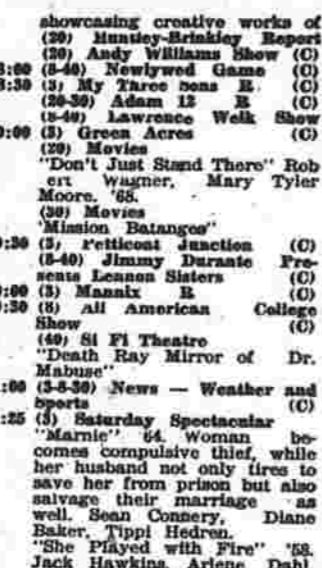 showcasing creative works of
(20) Huntley-Brinkley Report
(20) Andy Williams Show (C)
8:00 (8-40) Newlywed Game (C)
8:30 (3) My Three Sons R (C)
(20-30) Adam 12 R (C)
(8-40) Lawrence Welk Show
9:00 (3) Green Acres (C)
(20) Movies
"Don't Just Stand There" Rob
ert Wagner, Mary Tyler
Moore. '68.
(30) Movies
'Mission Batangos"
:30 (3) Petticoat Junction (C)
(8-40) Jimmy Durante Pre-
sents Lennon Sisters (C)
:00 (3) Mannix R (C)
:30 (8) All American College
Show (C)
(40) Si Fi Theatre
"Death Ray Mirror of Dr.
Mabuse"
:00 (3-8-30) News — Weather and
Sports (C)
:25 (3) Saturday Spectacular
"Marnie" '64. Woman be-
comes compulsive thief, while
her husband not only tires to
save her from prison but also
salvage their marriage as
well. Sean Connery, Diane
Baker, Tippi Hedren.
"She Played with Fire" '58.
Jack Hawkins, Arlene Dahl,